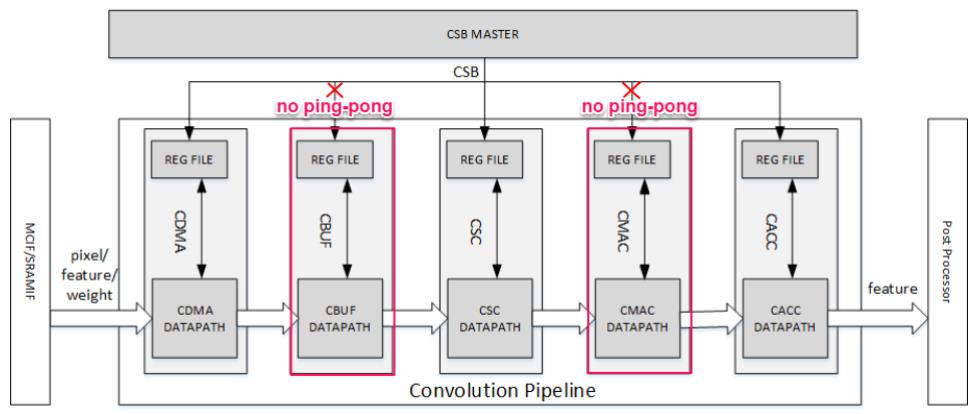 CSB MASTER
CSB
no ping-pong
no ping-pong
REG FILE
REG FILE
REG FILE
REG FILE
REG FILE
MCIF/SRAMIF
CDMA
CBUF
CSC
CMAC
CACC
Post Processor
pixel/
feature/
weight
CDMA
DATAPATH
CBUF
DATAPATH
CSC
DATAPATH
CMAC
DATAPATH
CACC
DATAPATH
feature
Convolution Pipeline